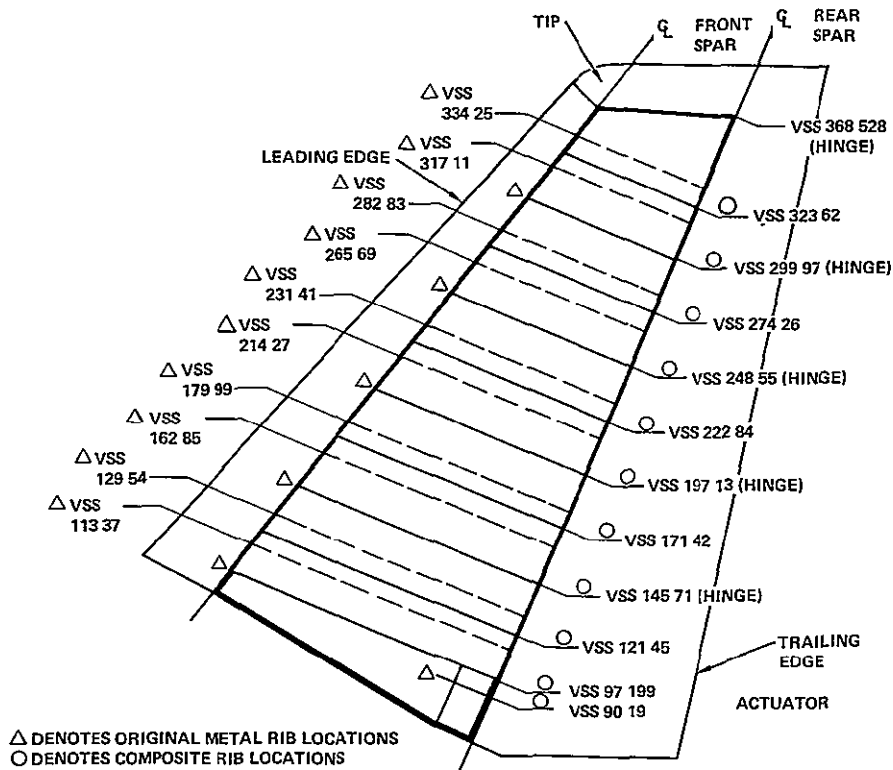 TIP
℄ FRONT
SPAR
℄ REAR
SPAR
△ VSS
334 25
△ VSS
317 11
LEADING EDGE
△ VSS
282 83
△ VSS
265 69
△ VSS
231 41
△ VSS
214 27
△ VSS
179 99
△ VSS
162 85
△ VSS
129 54
△ VSS
113 37
VSS 368 528
(HINGE)
VSS 323 62
VSS 299 97 (HINGE)
VSS 274 26
VSS 248 55 (HINGE)
VSS 222 84
VSS 197 13 (HINGE)
VSS 171 42
VSS 145 71 (HINGE)
VSS 121 45
TRAILING
EDGE
VSS 97 199
VSS 90 19
ACTUATOR
△ DENOTES ORIGINAL METAL RIB LOCATIONS
○ DENOTES COMPOSITE RIB LOCATIONS